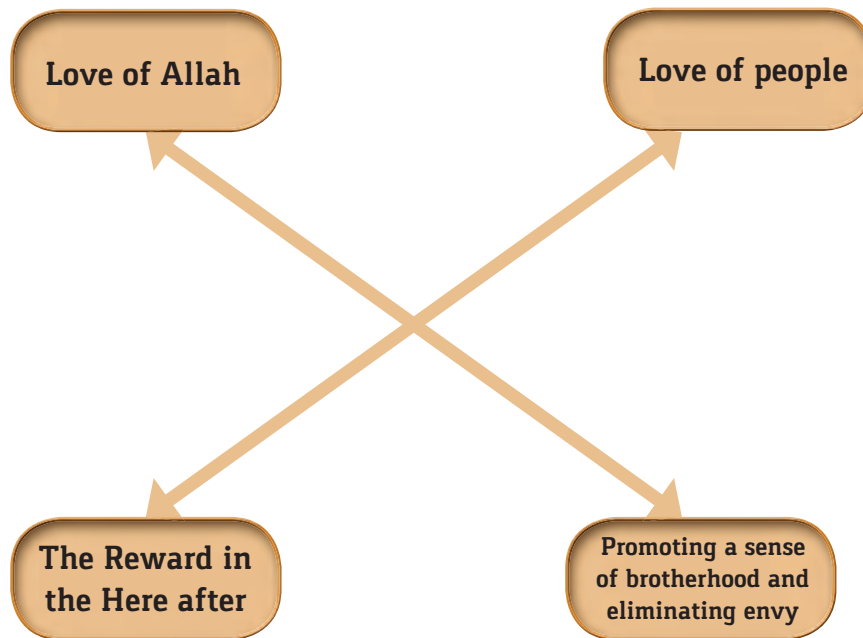 Love of Allah
Love of people
The Reward in
the Here after
Promoting a sense
of brotherhood and
eliminating envy